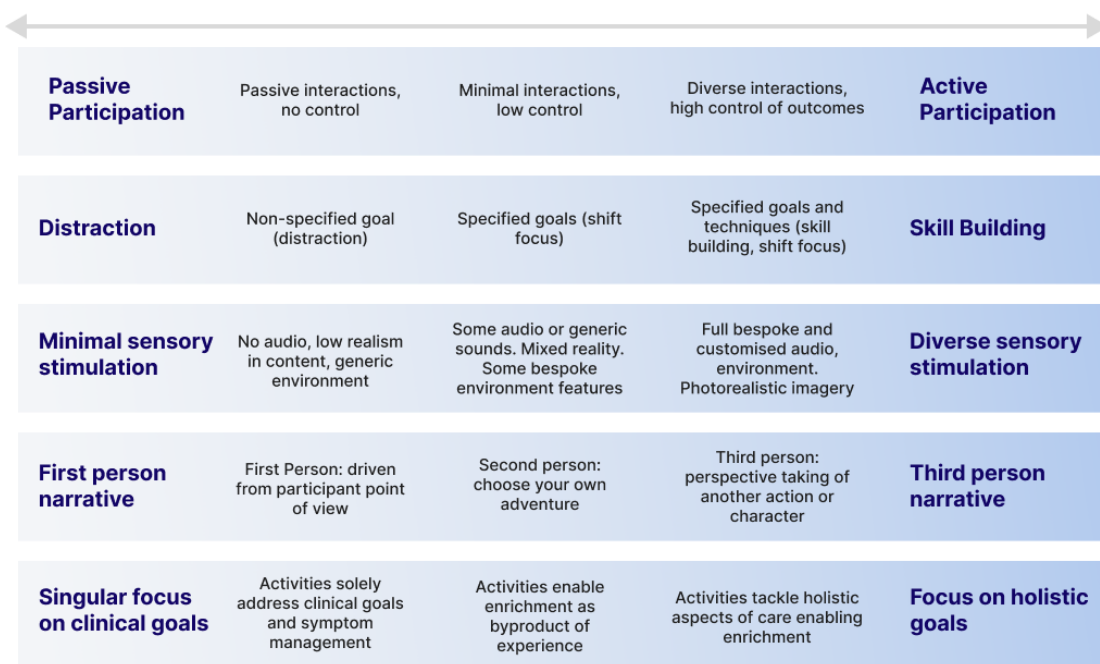 Passive
Participation
Passive interactions,
no control
Minimal interactions,
low control
Diverse interactions,
high control of outcomes
Active
Participation
Distraction
Non-specified goal
(distraction)
Specified goals (shift
focus)
Specified goals and
techniques (skill
building, shift focus)
Skill Building
Minimal sensory
stimulation
No audio, low realism
in content, generic
environment
Some audio or generic
sounds. Mixed reality.
Some bespoke
environment features
Full bespoke and
customised audio,
environment.
Photorealistic imagery
Diverse sensory
stimulation
First person
narrative
First Person: driven
from participant point
of view
Second person:
choose your own
adventure
Third person:
perspective taking of
another action or
character
Third person
narrative
Singular focus
on clinical goals
Activities solely
address clinical goals
and symptom
management
Activities enable
enrichment as
byproduct of
experience
Activities tackle holistic
aspects of care enabling
enrichment
Focus on holistic
goals